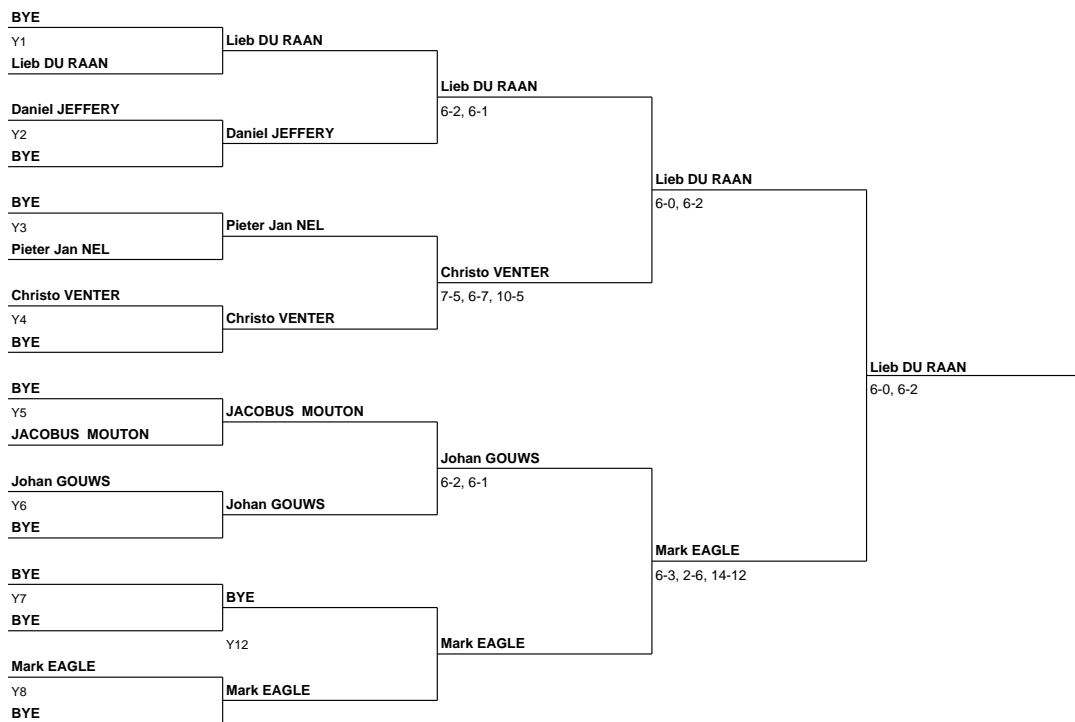 BYE
Y1
Lieb DU RAAN
Lieb DU RAAN
Daniel JEFFERY
Y2
BYE
Daniel JEFFERY
Lieb DU RAAN
6-2, 6-1
BYE
Y3
Pieter Jan NEL
Pieter Jan NEL
Christo VENTER
Y4
BYE
Christo VENTER
Christo VENTER
7-5, 6-7, 10-5
Lieb DU RAAN
6-0, 6-2
BYE
Y5
JACOBUS  MOUTON
JACOBUS  MOUTON
Johan GOUWS
Y6
BYE
Johan GOUWS
Johan GOUWS
6-2, 6-1
BYE
Y7
BYE
BYE
Y12
Mark EAGLE
Y8
BYE
Mark EAGLE
Mark EAGLE
Mark EAGLE
6-3, 2-6, 14-12
Lieb DU RAAN
6-0, 6-2